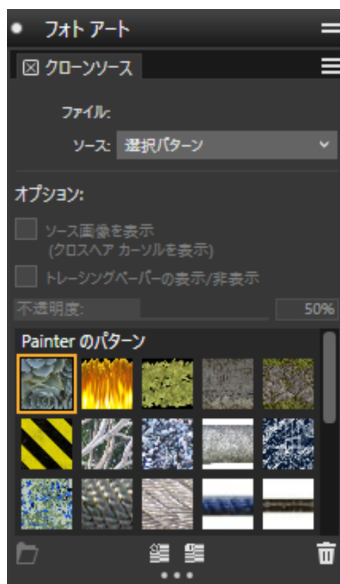 フォト アート
クローンソース
ファイル:
ソース: 選択パターン
オプション:
ソース画像を表示
(クロスヘア カーソルを表示)
トレーシングペーパーの表示/非表示
不透明度: 50%
Painter のパターン